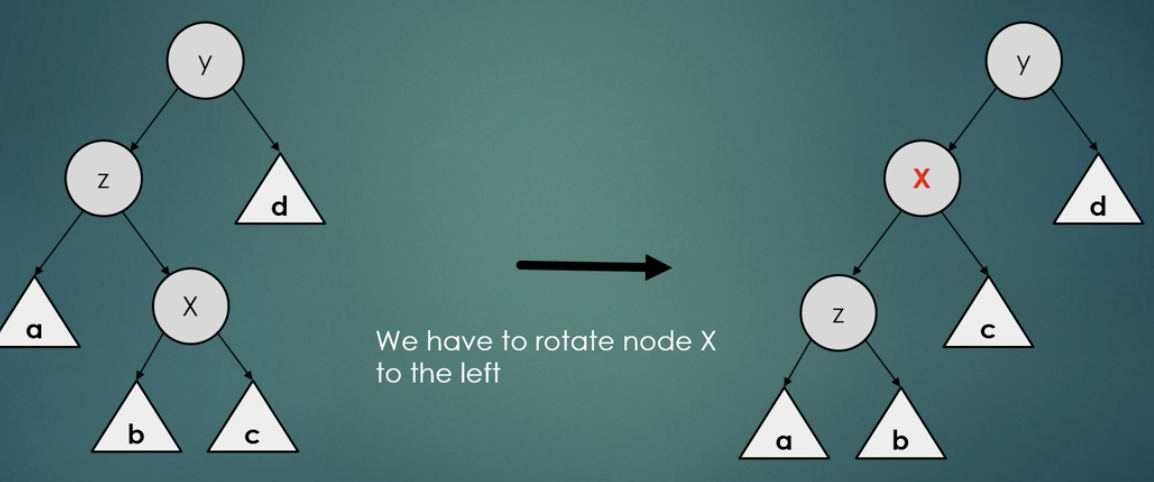 y
y
z
d
X
d
a
X
z
c
We have to rotate node X
to the left
b
c
a
b